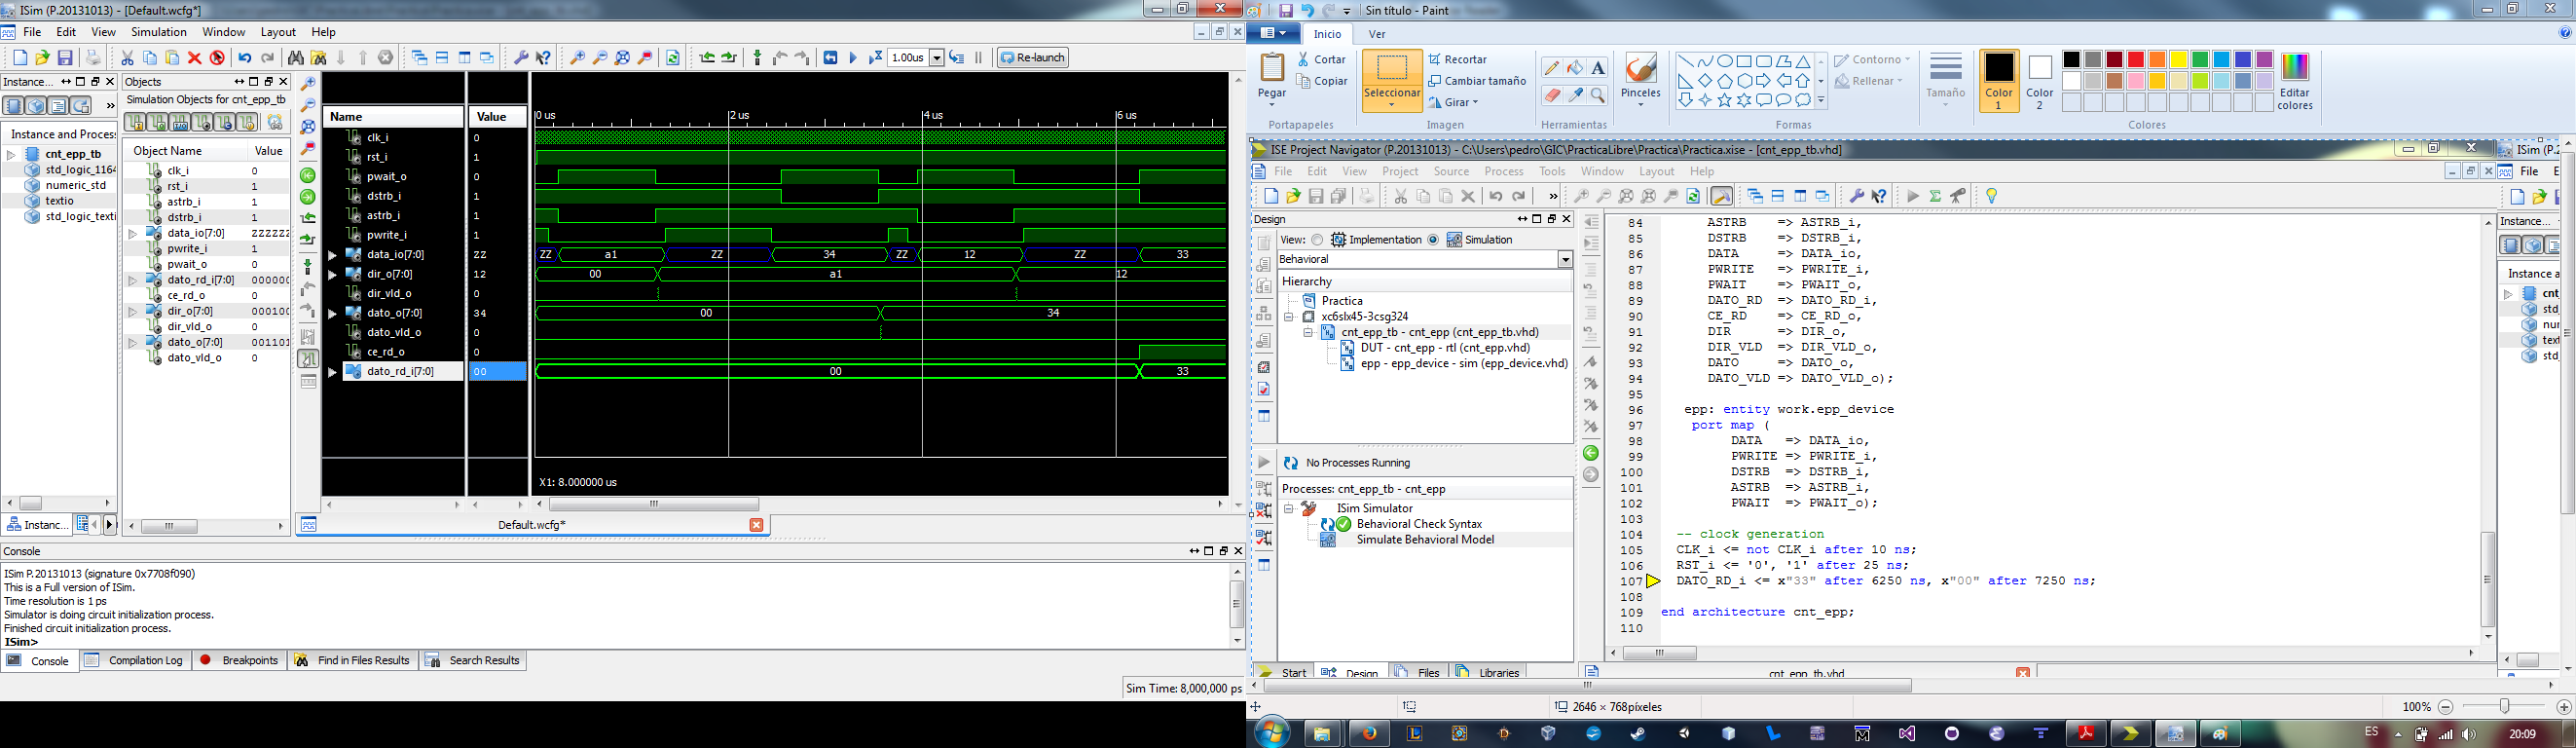 ISim (P.20131013) - [Default.wcfg*]
File Edit View Simulation Window Layout Help
1.00us Re-launch
Instance...
Objects
Simulation Objects for cnt_epp_tb
Instance and Process
cnt_epp_tb
std_logic_1164
numeric_std
textio
std_logic_texti
Object Name Value
clk_i 0
rst_i 1
astrb_i 1
dstrb_i 1
data_io[7:0] ZZZZZZ
pwrite_i 1
pwait_o 0
dato_rd_i[7:0] 000000
ce_rd_o 0
dir_o[7:0] 000100
dir_vld_o 0
dato_o[7:0] 001101
dato_vld_o 0
Name Value
0 us 2 us 4 us 6 us
clk_i 0
rst_i 1
pwait_o 0
dstrb_i 1
astrb_i 1
pwrite_i 1
data_io[7:0] ZZ ZZ a1 ZZ 34 ZZ 12 ZZ 33
dir_o[7:0] 12 00 a1 12
dir_vld_o 0
dato_o[7:0] 34 00 34
dato_vld_o 0
ce_rd_o 0
dato_rd_i[7:0] 00 00 33
X1: 8.000000 us
Instanc...
Default.wcfg*
Console
ISim P.20131013 (signature 0x7708f090)
This is a Full version of ISim.
Time resolution is 1 ps
Simulator is doing circuit initialization process.
Finished circuit initialization process.
ISim>
Console Compilation Log Breakpoints Find in Files Results Search Results
Sim Time: 8,000,000 ps
Sin título - Paint
Inicio Ver
Pegar
Cortar
Copiar
Portapapeles
Seleccionar
Recortar
Cambiar tamaño
Girar
Imagen
Herramientas
Pinceles
Contorno
Rellenar
Formas
Tamaño
Color 1
Color 2
Editar colores
Colores
ISE Project Navigator (P.20131013) - C:\Users\pedro\GIC\PracticaLibre\Practica\Practica.xise - [cnt_epp_tb.vhd]
File Edit View Project Source Process Tools Window Layout Help
Design
View: Implementation Simulation
Behavioral
Hierarchy
Practica
xc6slx45-3csg324
cnt_epp_tb - cnt_epp (cnt_epp_tb.vhd)
DUT - cnt_epp - rtl (cnt_epp.vhd)
epp - epp_device - sim (epp_device.vhd)
No Processes Running
Processes: cnt_epp_tb - cnt_epp
ISim Simulator
Behavioral Check Syntax
Simulate Behavioral Model
Start Design Files Libraries
84 ASTRB => ASTRB_i,
85 DSTRB => DSTRB_i,
86 DATA => DATA_io,
87 PWRITE => PWRITE_i,
88 PWAIT => PWAIT_o,
89 DATO_RD => DATO_RD_i,
90 CE_RD => CE_RD_o,
91 DIR => DIR_o,
92 DIR_VLD => DIR_VLD_o,
93 DATO => DATO_o,
94 DATO_VLD => DATO_VLD_o);
95
96 epp: entity work.epp_device
97 port map (
98 DATA => DATA_io,
99 PWRITE => PWRITE_i,
100 DSTRB => DSTRB_i,
101 ASTRB => ASTRB_i,
102 PWAIT => PWAIT_o);
103
104 -- clock generation
105 CLK_i <= not CLK_i after 10 ns;
106 RST_i <= '0', '1' after 25 ns;
107 DATO_RD_i <= x"33" after 6250 ns, x"00" after 7250 ns;
108
109 end architecture cnt_epp;
110
cnt_epp_tb.vhd
ISim (P.2
File E
Instance...
Instance a
cnt_
std_
num
text
std_
2646 × 768píxeles
100%
ES 20:09